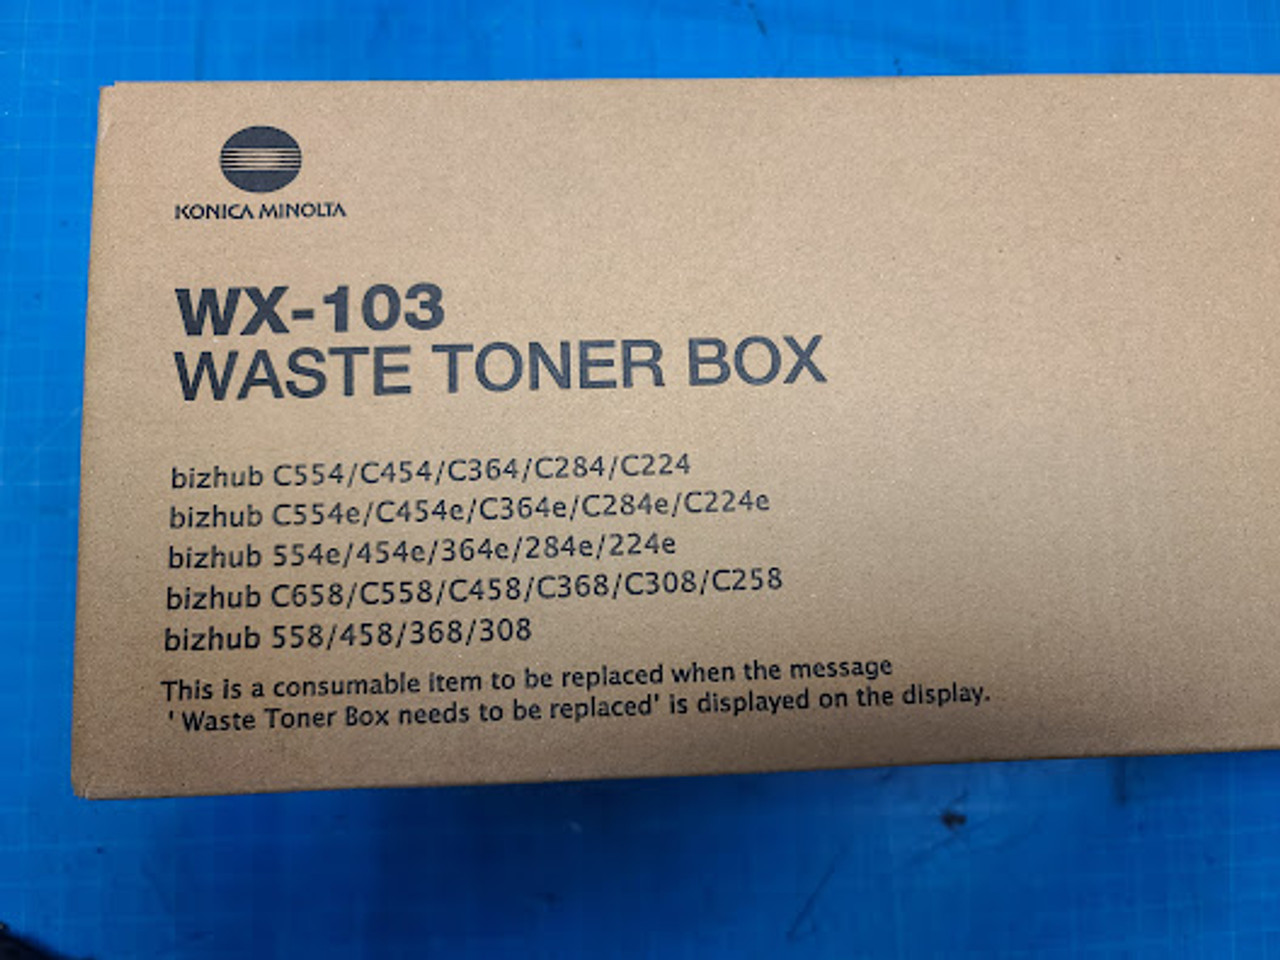 KONICA MINOLTA
WX-103
WASTE TONER BOX
bizhub C554/C454/C364/C284/C224
bizhub C554e/C454e/C364e/C284e/C224e
bizhub 554e/454e/364e/284e/224e
bizhub C658/C558/C458/C368/C308/C258
bizhub 558/458/368/308
This is a consumable item to be replaced when the message
' Waste Toner Box needs to be replaced' is displayed on the display.